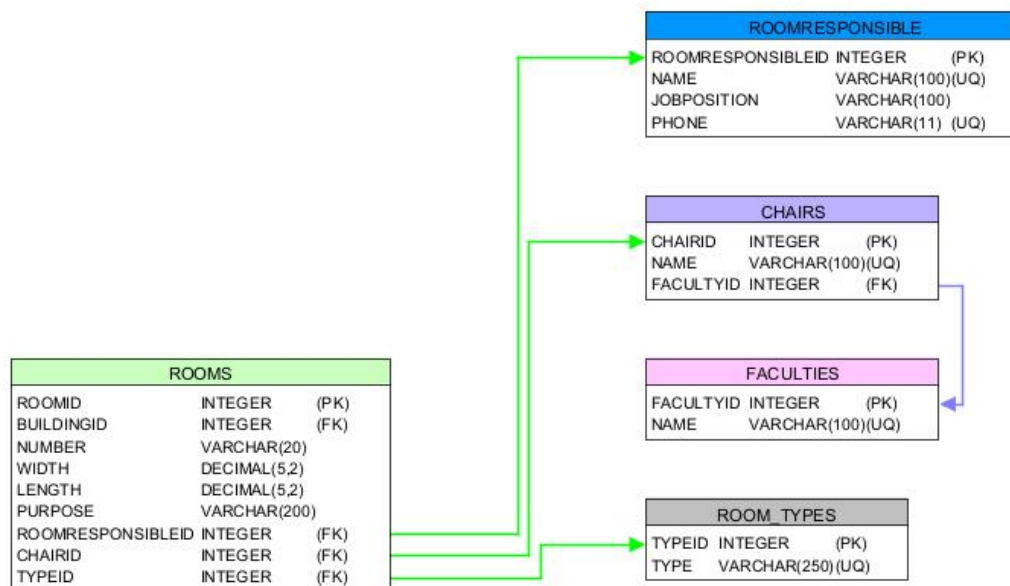 ROOMRESPONSIBLE
ROOMRESPONSIBLEID INTEGER (PK)
NAME VARCHAR(100)(UQ)
JOBPOSITION VARCHAR(100)
PHONE VARCHAR(11) (UQ)
CHAIRS
CHAIRID INTEGER (PK)
NAME VARCHAR(100)(UQ)
FACULTYID INTEGER (FK)
FACULTIES
FACULTYID INTEGER (PK)
NAME VARCHAR(100)(UQ)
ROOMS
ROOMID INTEGER (PK)
BUILDINGID INTEGER (FK)
NUMBER VARCHAR(20)
WIDTH DECIMAL(5,2)
LENGTH DECIMAL(5,2)
PURPOSE VARCHAR(200)
ROOMRESPONSIBLEID INTEGER (FK)
CHAIRID INTEGER (FK)
TYPEID INTEGER (FK)
ROOM_TYPES
TYPEID INTEGER (PK)
TYPE VARCHAR(250)(UQ)